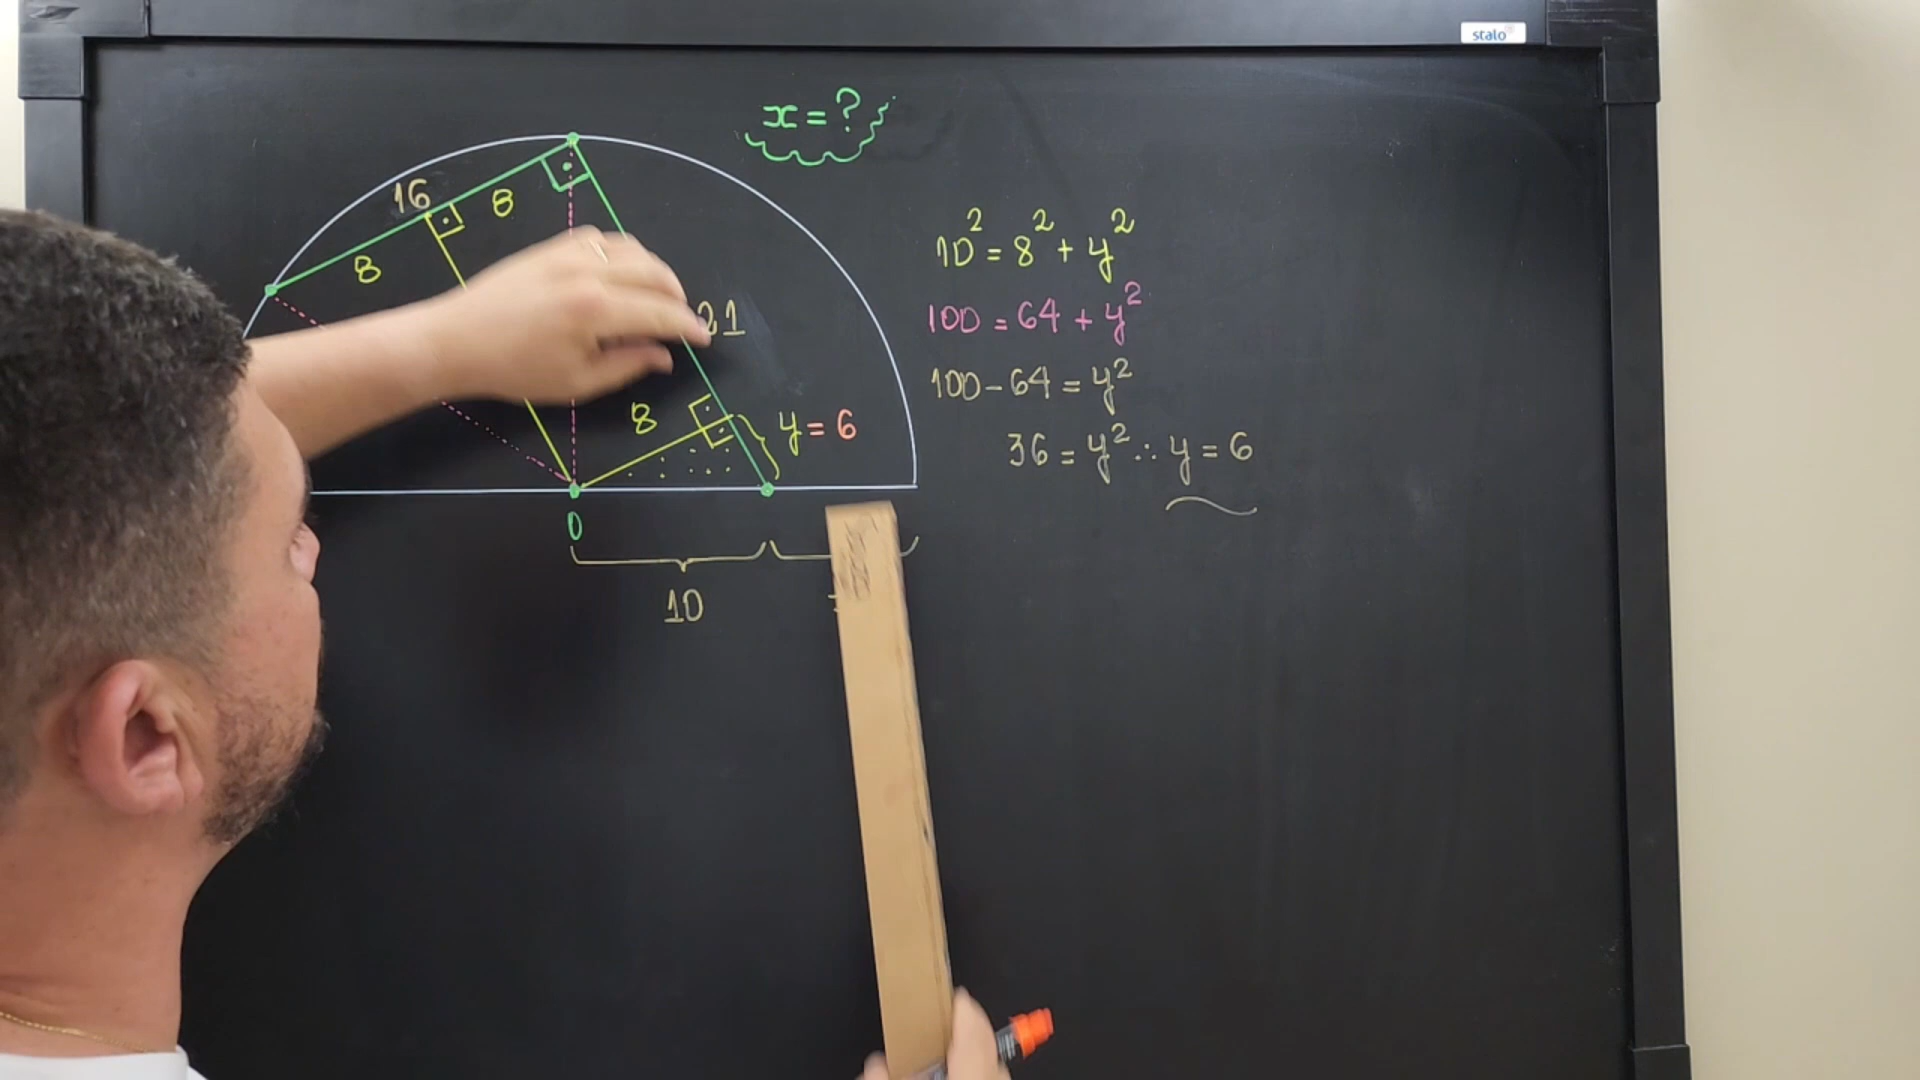 stalo
x = ?
16
8
8
21
8
y = 6
0
10
10² = 8² + y²
100 = 64 + y²
100 - 64 = y²
36 = y² ∴ y = 6